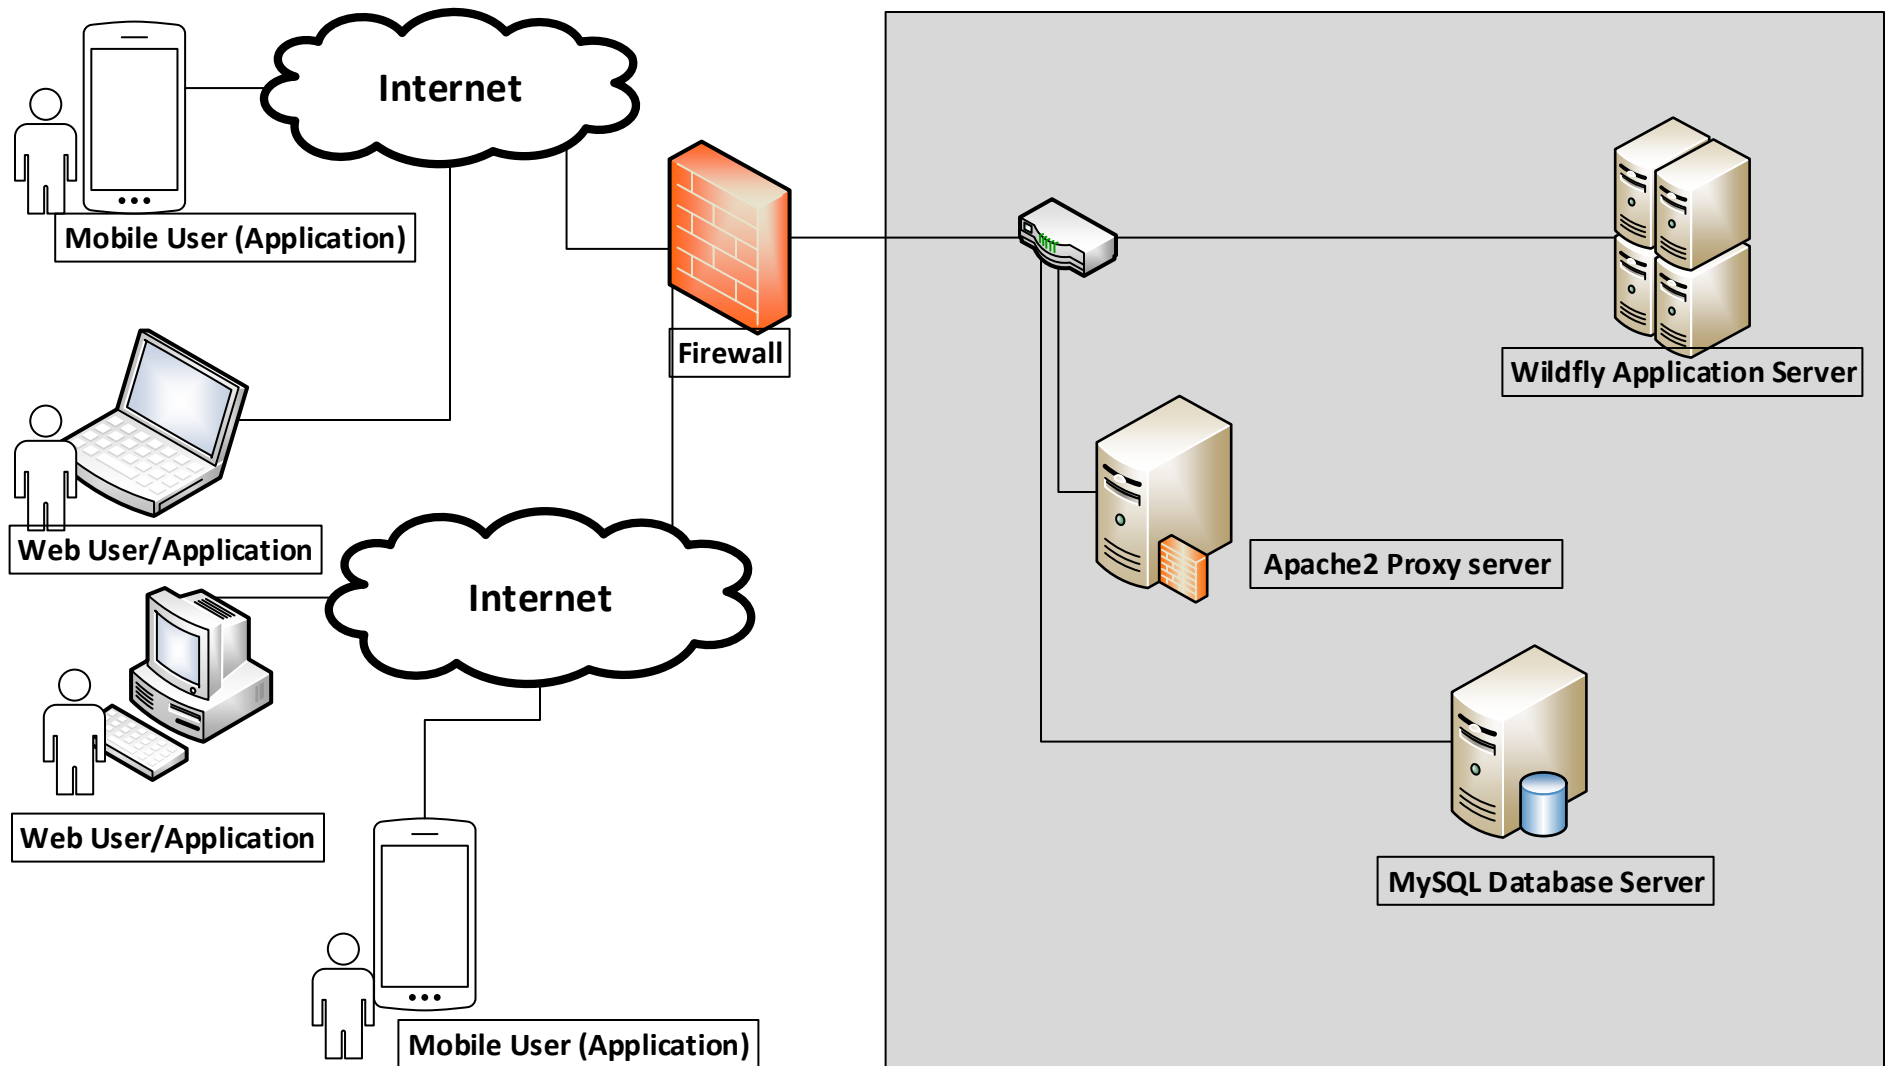 Internet
Mobile User (Application)
Firewall
Wildfly Application Server
Web User/Application
Apache2 Proxy server
Internet
Web User/Application
MySQL Database Server
Mobile User (Application)